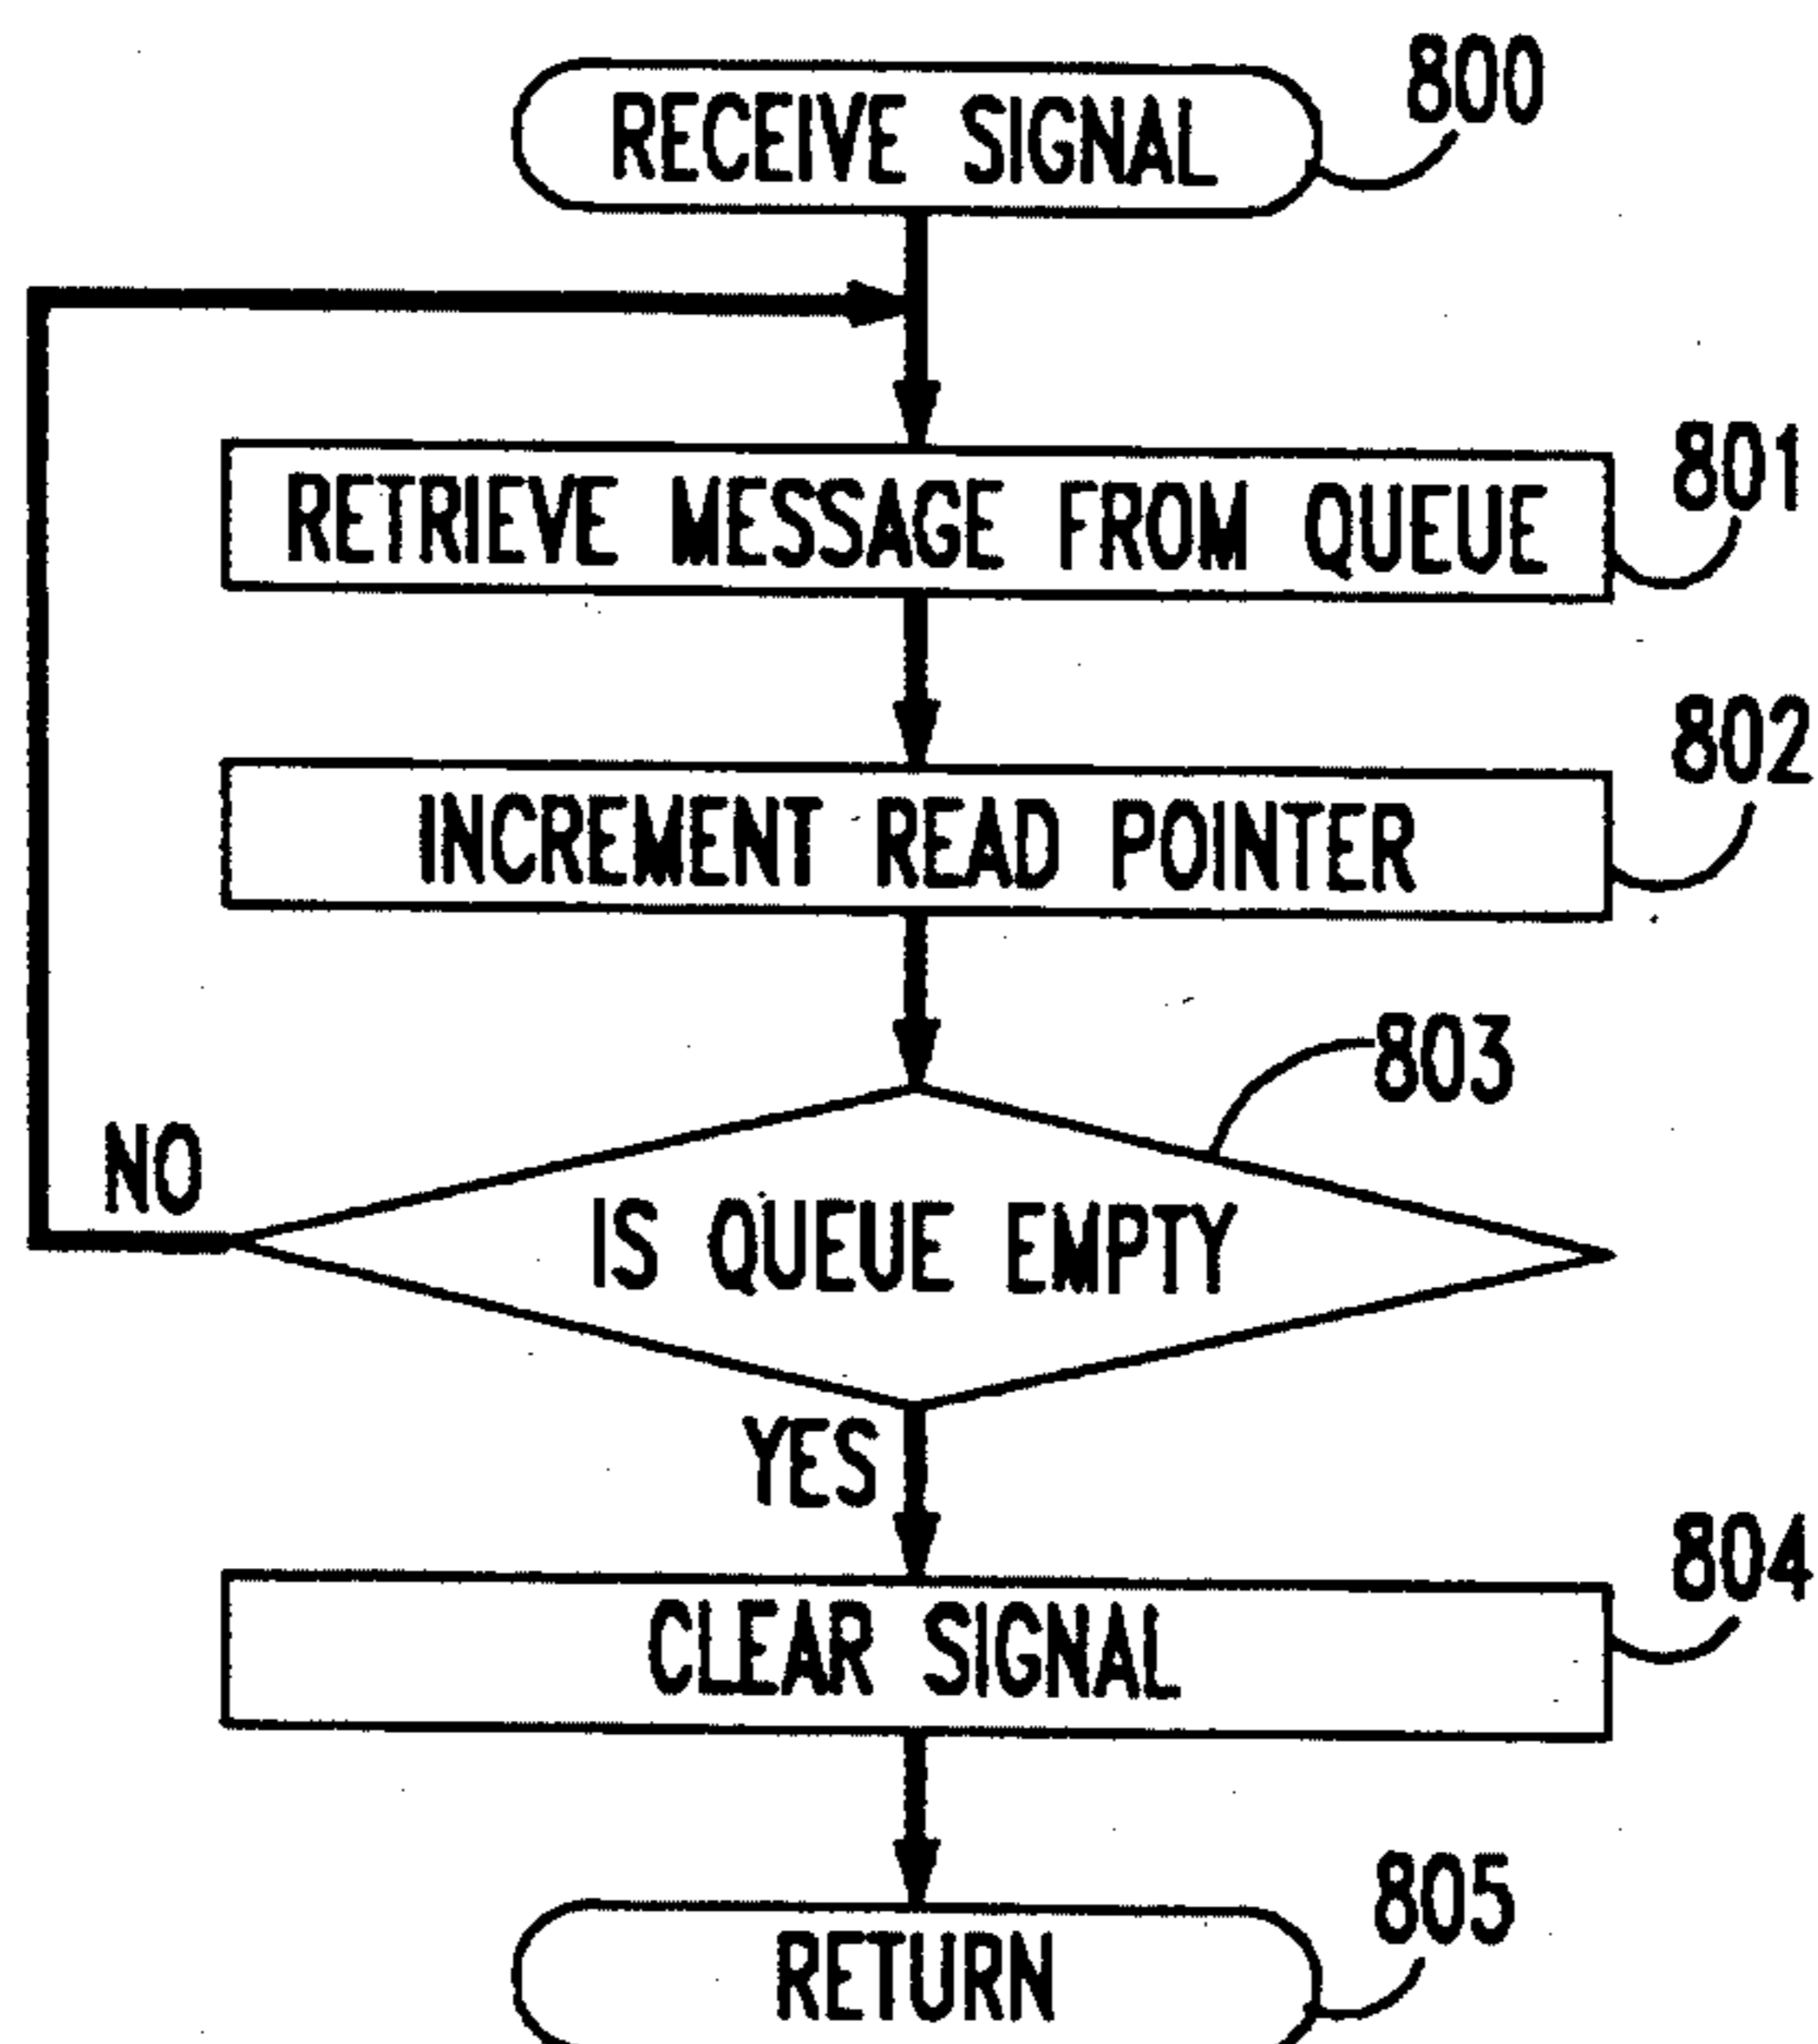 800
RECEIVE SIGNAL
801
RETRIEVE MESSAGE FROM QUEUE
802
INCREMENT READ POINTER
803
NO
IS QUEUE EMPTY
YES
804
CLEAR SIGNAL
805
RETURN